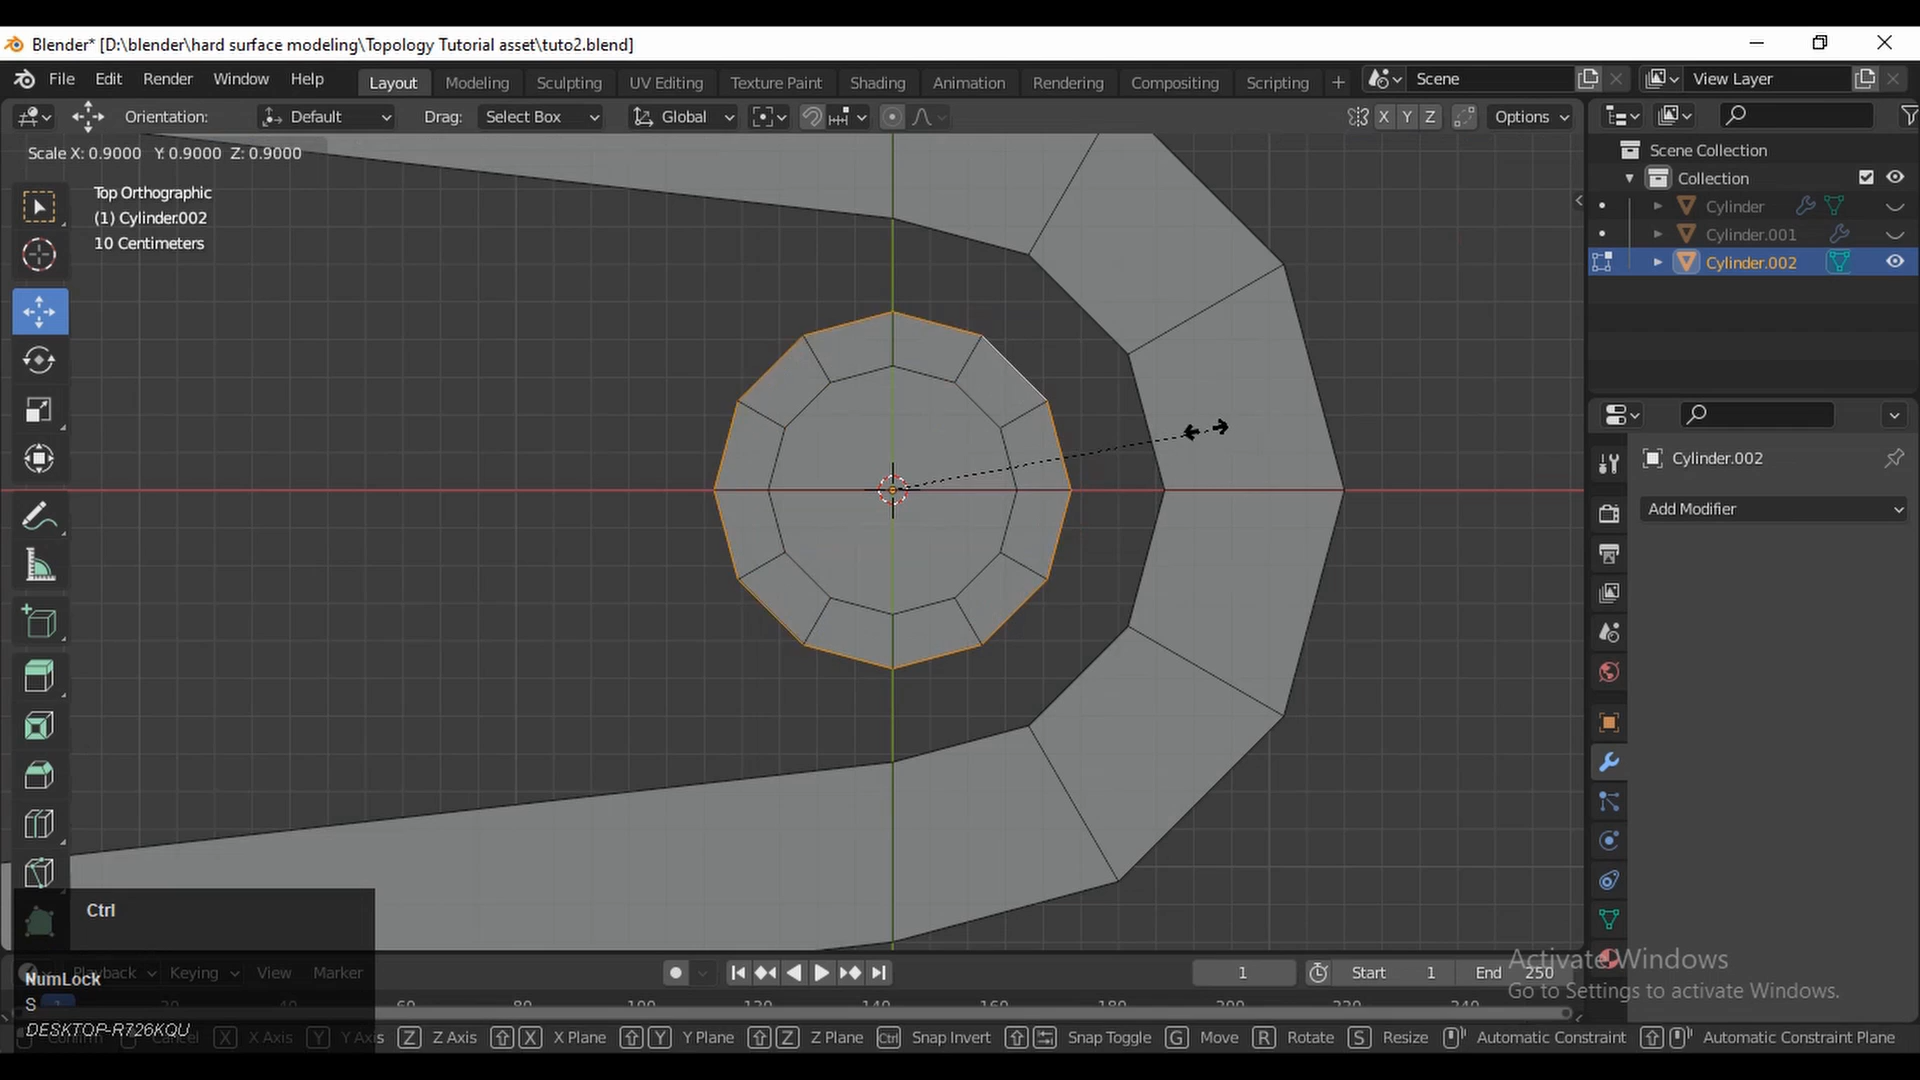 Blender* [D:\blender\hard surface modeling\Topology Tutorial asset\tuto2.blend]
File Edit Render Window Help Layout Modeling Sculpting UV Editing Texture Paint Shading Animation Rendering Compositing Scripting + Scene View Layer
Orientation: Default Drag: Select Box Global X Y Z Options
Scale X: 0.9000 Y: 0.9000 Z: 0.9000
Top Orthographic
(1) Cylinder.002
10 Centimeters
Scene Collection
Collection
Cylinder
Cylinder.001
Cylinder.002
Cylinder.002
Add Modifier
Ctrl
NumLock
S
DESKTOP-R726KQU
Playback Keying View Marker 1 Start 1 End 250
Activate Windows
Go to Settings to activate Windows.
Confirm Cancel X X Axis Y Y Axis Z Z Axis X X Plane Y Y Plane Z Z Plane Ctrl Snap Invert Snap Toggle G Move R Rotate S Resize Automatic Constraint Automatic Constraint Plane